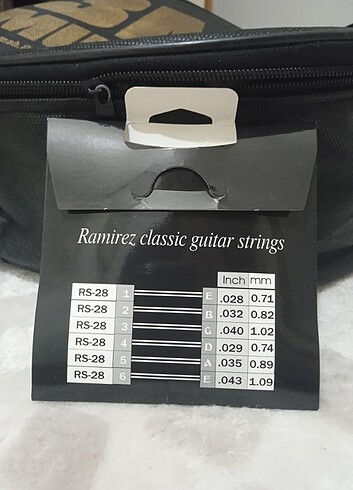 Ramirez classic guitar strings
Inch mm
RS-28 1 E .028 0.71
RS-28 2 B .032 0.82
RS-28 3 G .040 1.02
RS-28 4 D .029 0.74
RS-28 5 A .035 0.89
RS-28 6 E .043 1.09